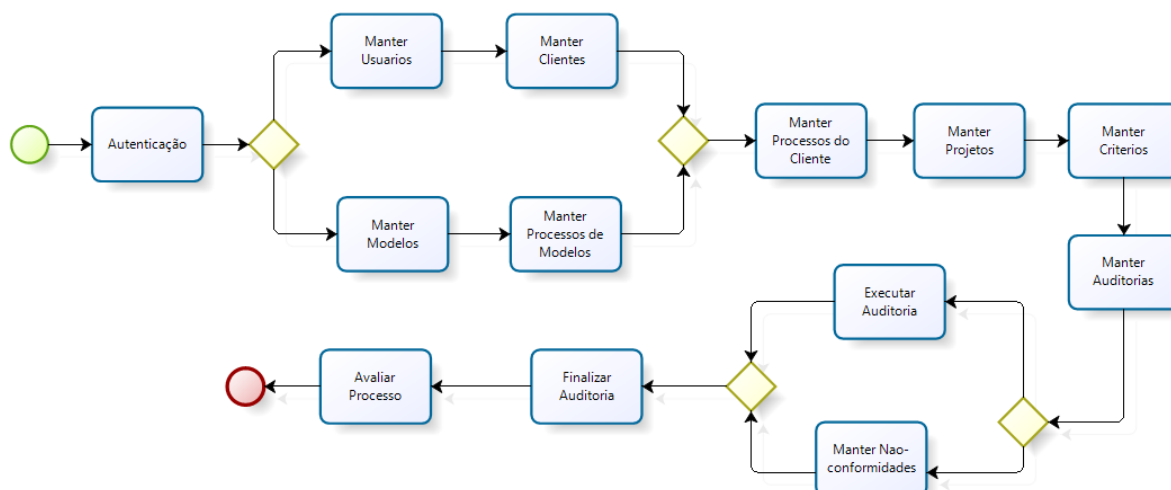 Autenticação
Manter
Usuarios
Manter
Clientes
Manter
Modelos
Manter
Processos de
Modelos
Manter
Processos do
Cliente
Manter
Projetos
Manter
Criterios
Manter
Auditorias
Executar
Auditoria
Manter Nao-
conformidades
Finalizar
Auditoria
Avaliar
Processo